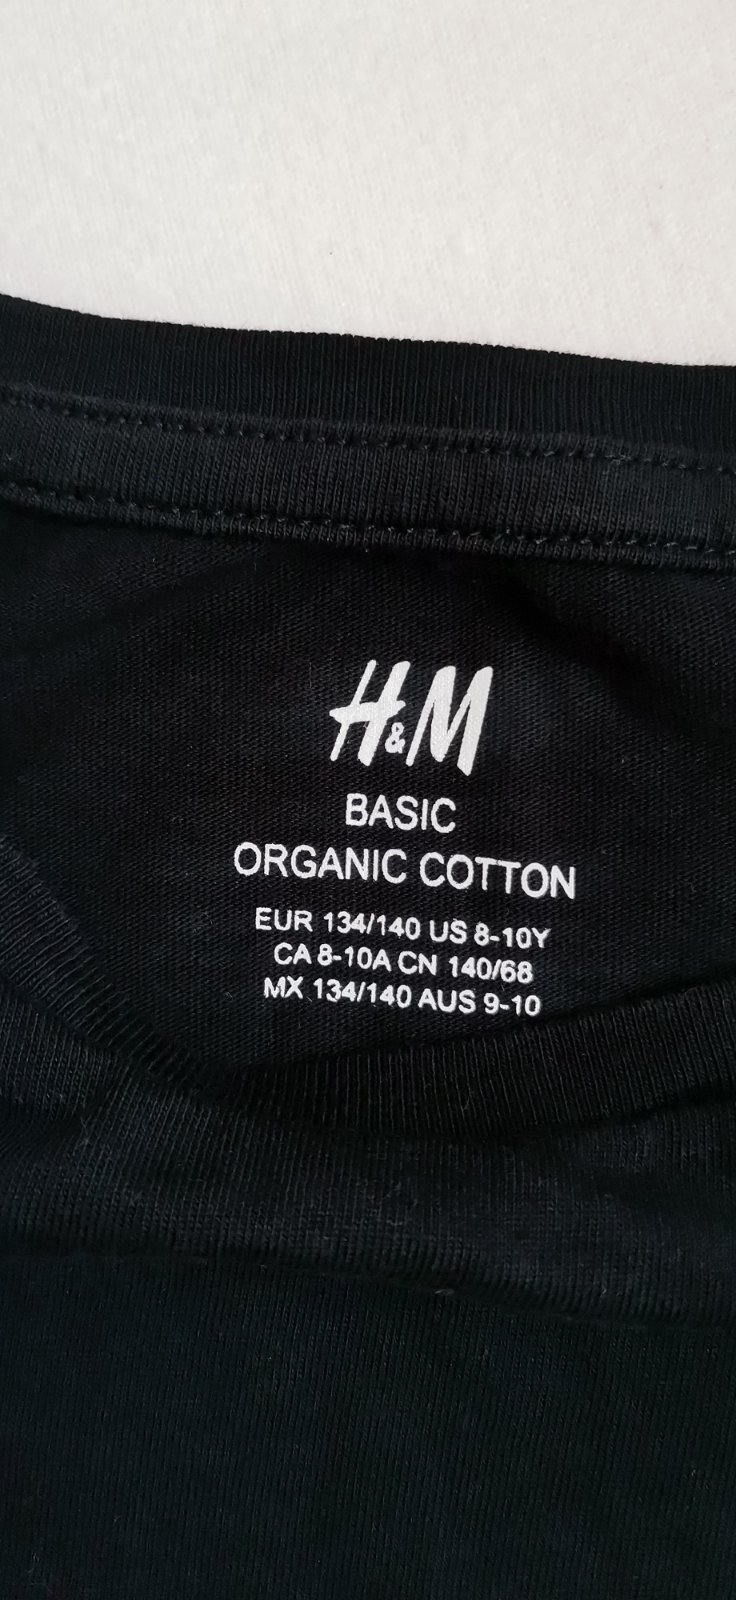 H&M
BASIC
ORGANIC COTTON
EUR 134/140 US 8-10Y
CA 8-10A CN 140/68
MX 134/140 AUS 9-10